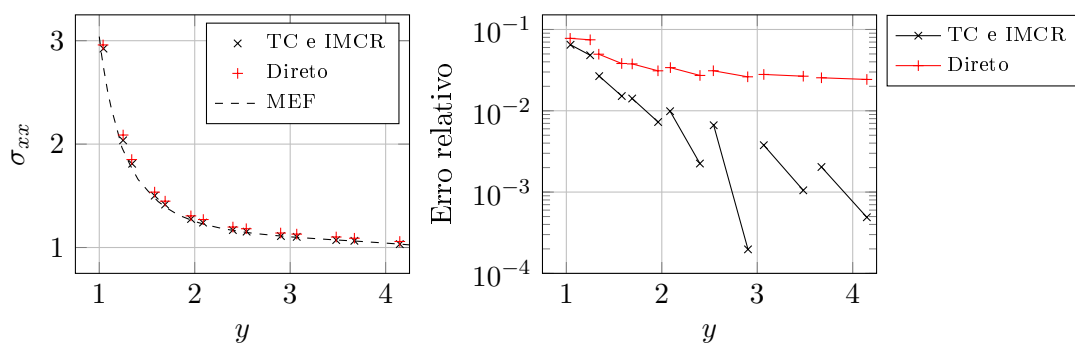 3
2
1
σxx
1
2
3
4
y
TC e IMCR
Direto
MEF
10⁻¹
10⁻²
10⁻³
10⁻⁴
Erro relativo
1
2
3
4
y
TC e IMCR
Direto